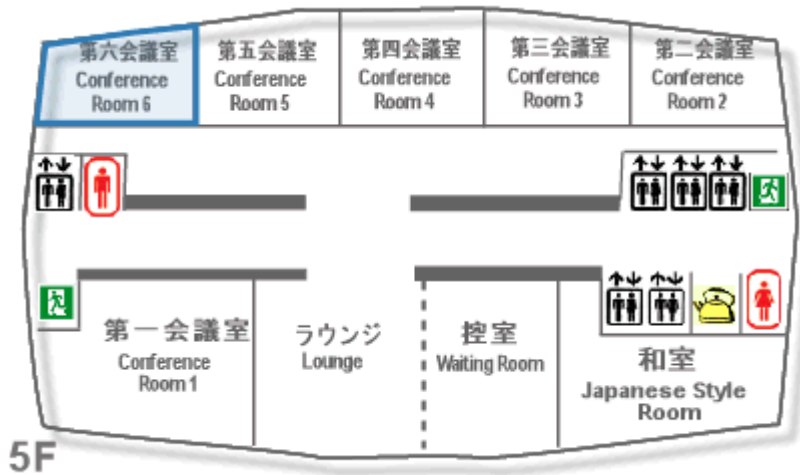 第六会議室
Conference
Room 6
第五会議室
Conference
Room 5
第四会議室
Conference
Room 4
第三会議室
Conference
Room 3
第二会議室
Conference
Room 2
第一会議室
Conference
Room 1
ラウンジ
Lounge
控室
Waiting Room
和室
Japanese Style
Room
5F